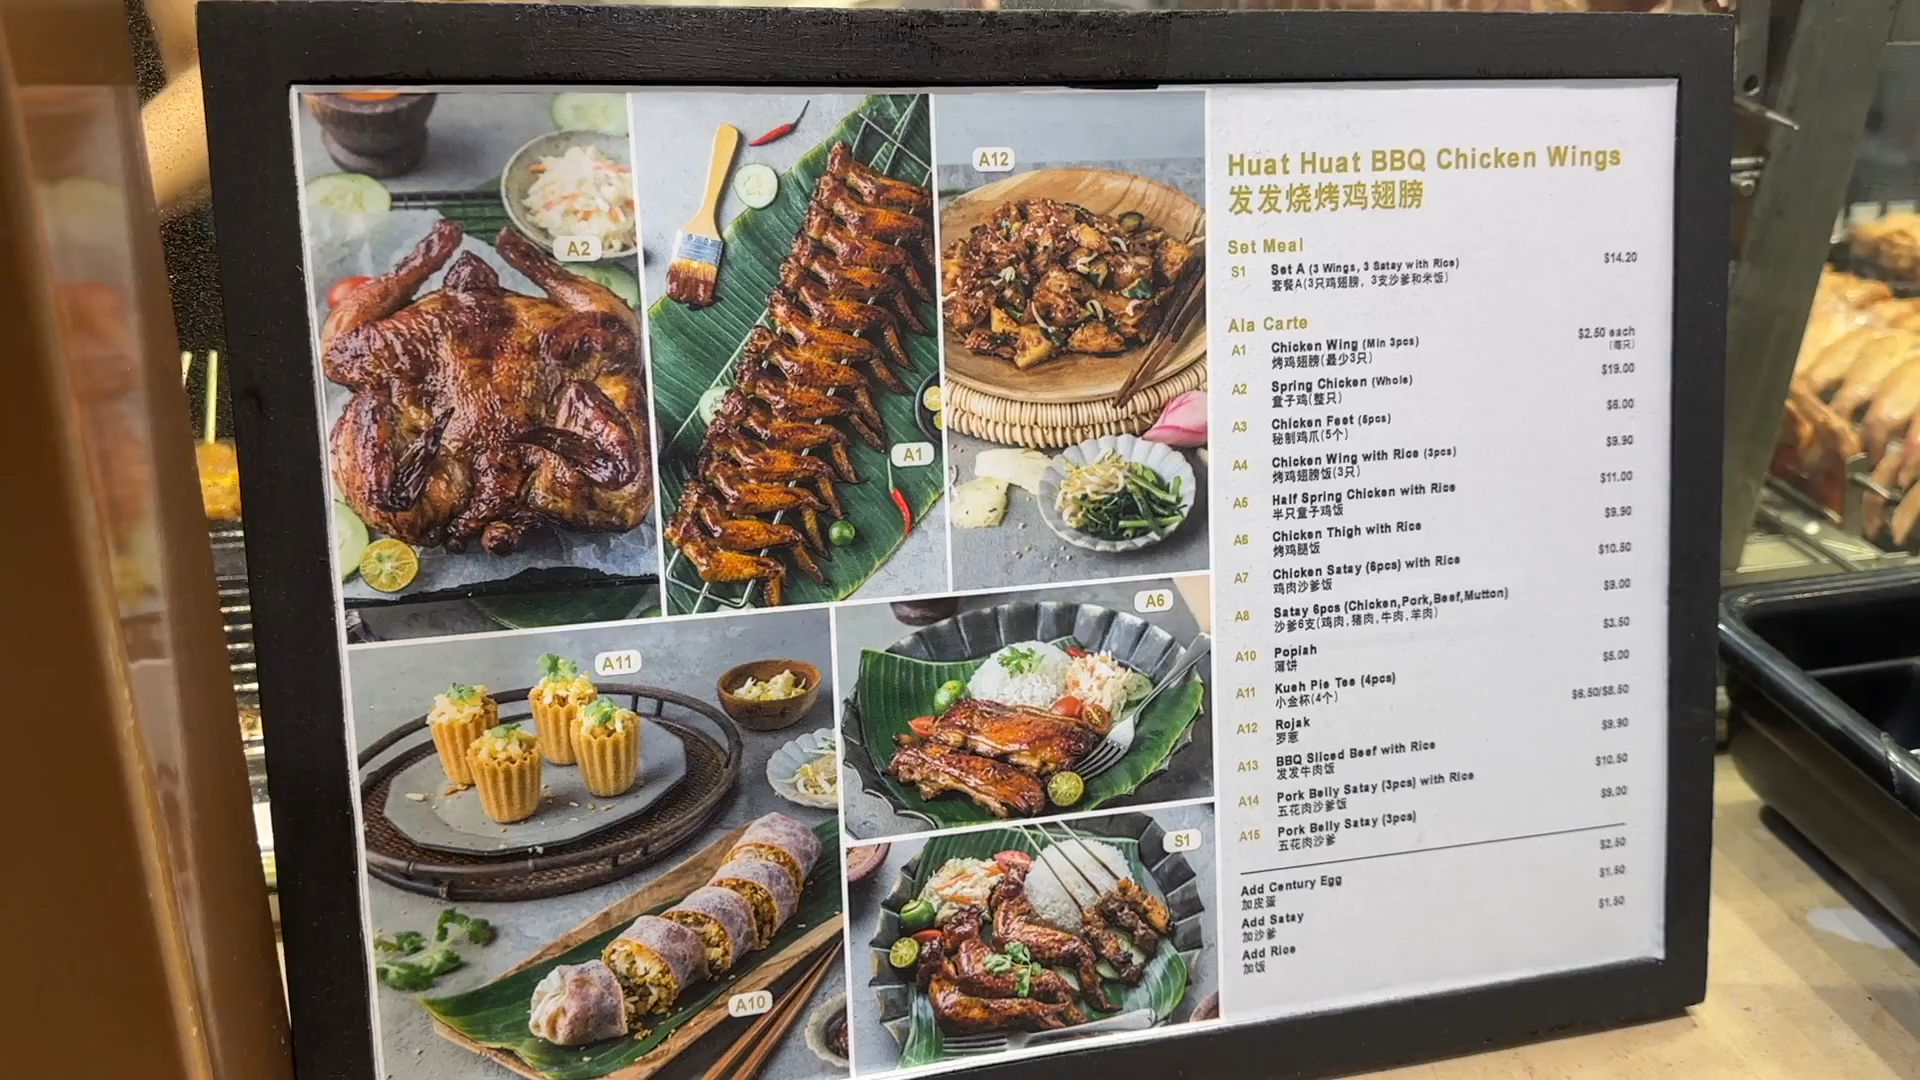 A2
A1
A12
A11
A10
A6
S1
Huat Huat BBQ Chicken Wings
发发烧烤鸡翅膀
Set Meal
S1 Set A (3 Wings, 3 Satay with Rice) $14.20
套餐A(3只鸡翅膀, 3支沙爹和米饭)
Ala Carte
A1 Chicken Wing (Min 3pcs) $2.50 each
烤鸡翅膀(最少3只) (每只)
A2 Spring Chicken (Whole) $19.00
童子鸡(整只)
A3 Chicken Feet (5pcs) $6.00
秘制鸡爪(5个)
A4 Chicken Wing with Rice (3pcs) $9.90
烤鸡翅膀饭(3只)
A5 Half Spring Chicken with Rice $11.00
半只童子鸡饭
A6 Chicken Thigh with Rice $9.90
烤鸡腿饭
A7 Chicken Satay (6pcs) with Rice $10.50
鸡肉沙爹饭
A8 Satay 6pcs (Chicken,Pork,Beef,Mutton) $9.00
沙爹6支(鸡肉,猪肉,牛肉,羊肉)
A10 Popiah $3.50
薄饼
A11 Kueh Pie Tee (4pcs) $5.00
小金杯(4个)
A12 Rojak $6.50/$8.50
罗惹
A13 BBQ Sliced Beef with Rice $9.90
发发牛肉饭
A14 Pork Belly Satay (3pcs) with Rice $10.50
五花肉沙爹饭
A15 Pork Belly Satay (3pcs) $9.00
五花肉沙爹
Add Century Egg $2.50
加皮蛋
Add Satay $1.50
加沙爹
Add Rice $1.50
加饭